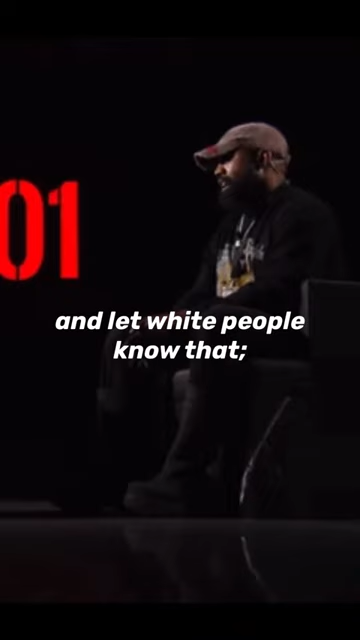 01
and let white people
know that;